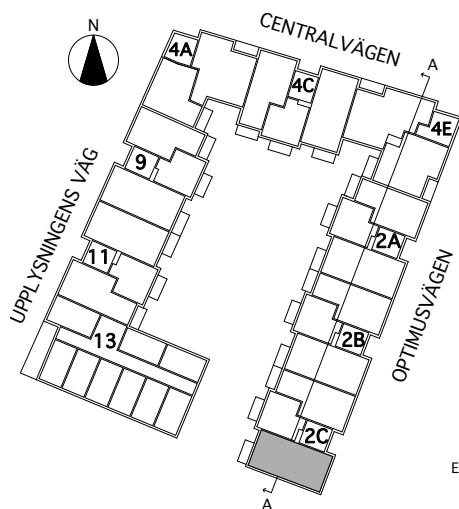 CENTRALVÄGEN
N
A
4A
4C
4E
9
UPPLYSNINGENS VÄG
2A
11
OPTIMUSVÄGEN
13
2B
2C
E
A